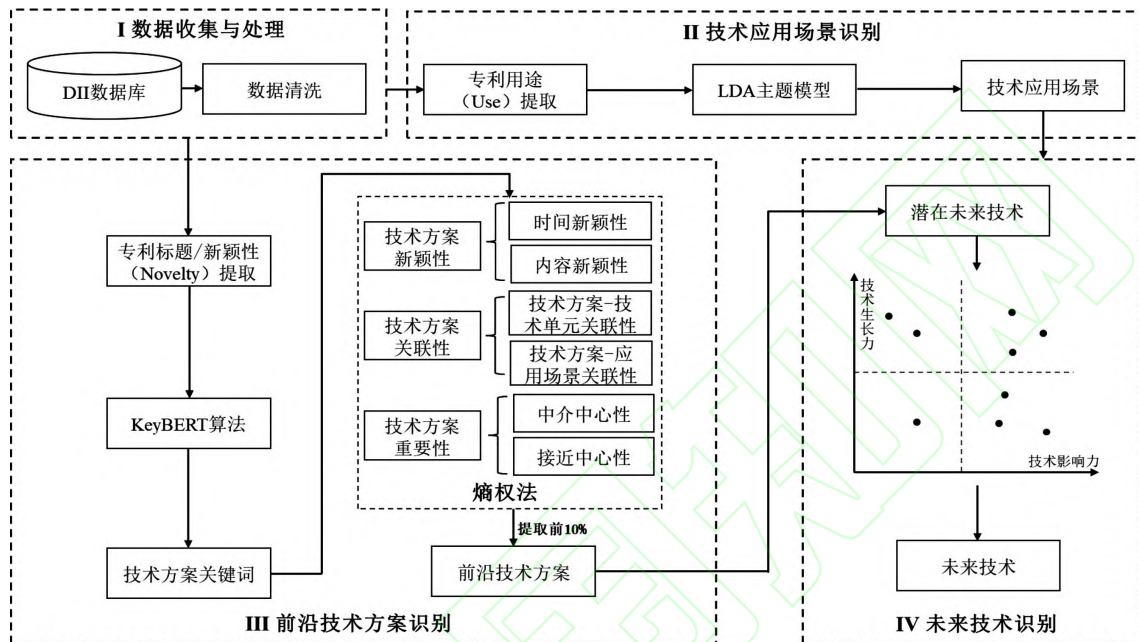 I 数据收集与处理
DII数据库
数据清洗
II 技术应用场景识别
专利用途
（Use）提取
LDA主题模型
技术应用场景
专利标题/新颖性
（Novelty）提取
KeyBERT算法
技术方案关键词
技术方案
新颖性
时间新颖性
内容新颖性
技术方案
关联性
技术方案-技
术单元关联性
技术方案-应
用场景关联性
技术方案
重要性
中介中心性
接近中心性
熵权法
提取前10%
前沿技术方案
III 前沿技术方案识别
潜在未来技术
技术生长力
技术影响力
未来技术
IV 未来技术识别